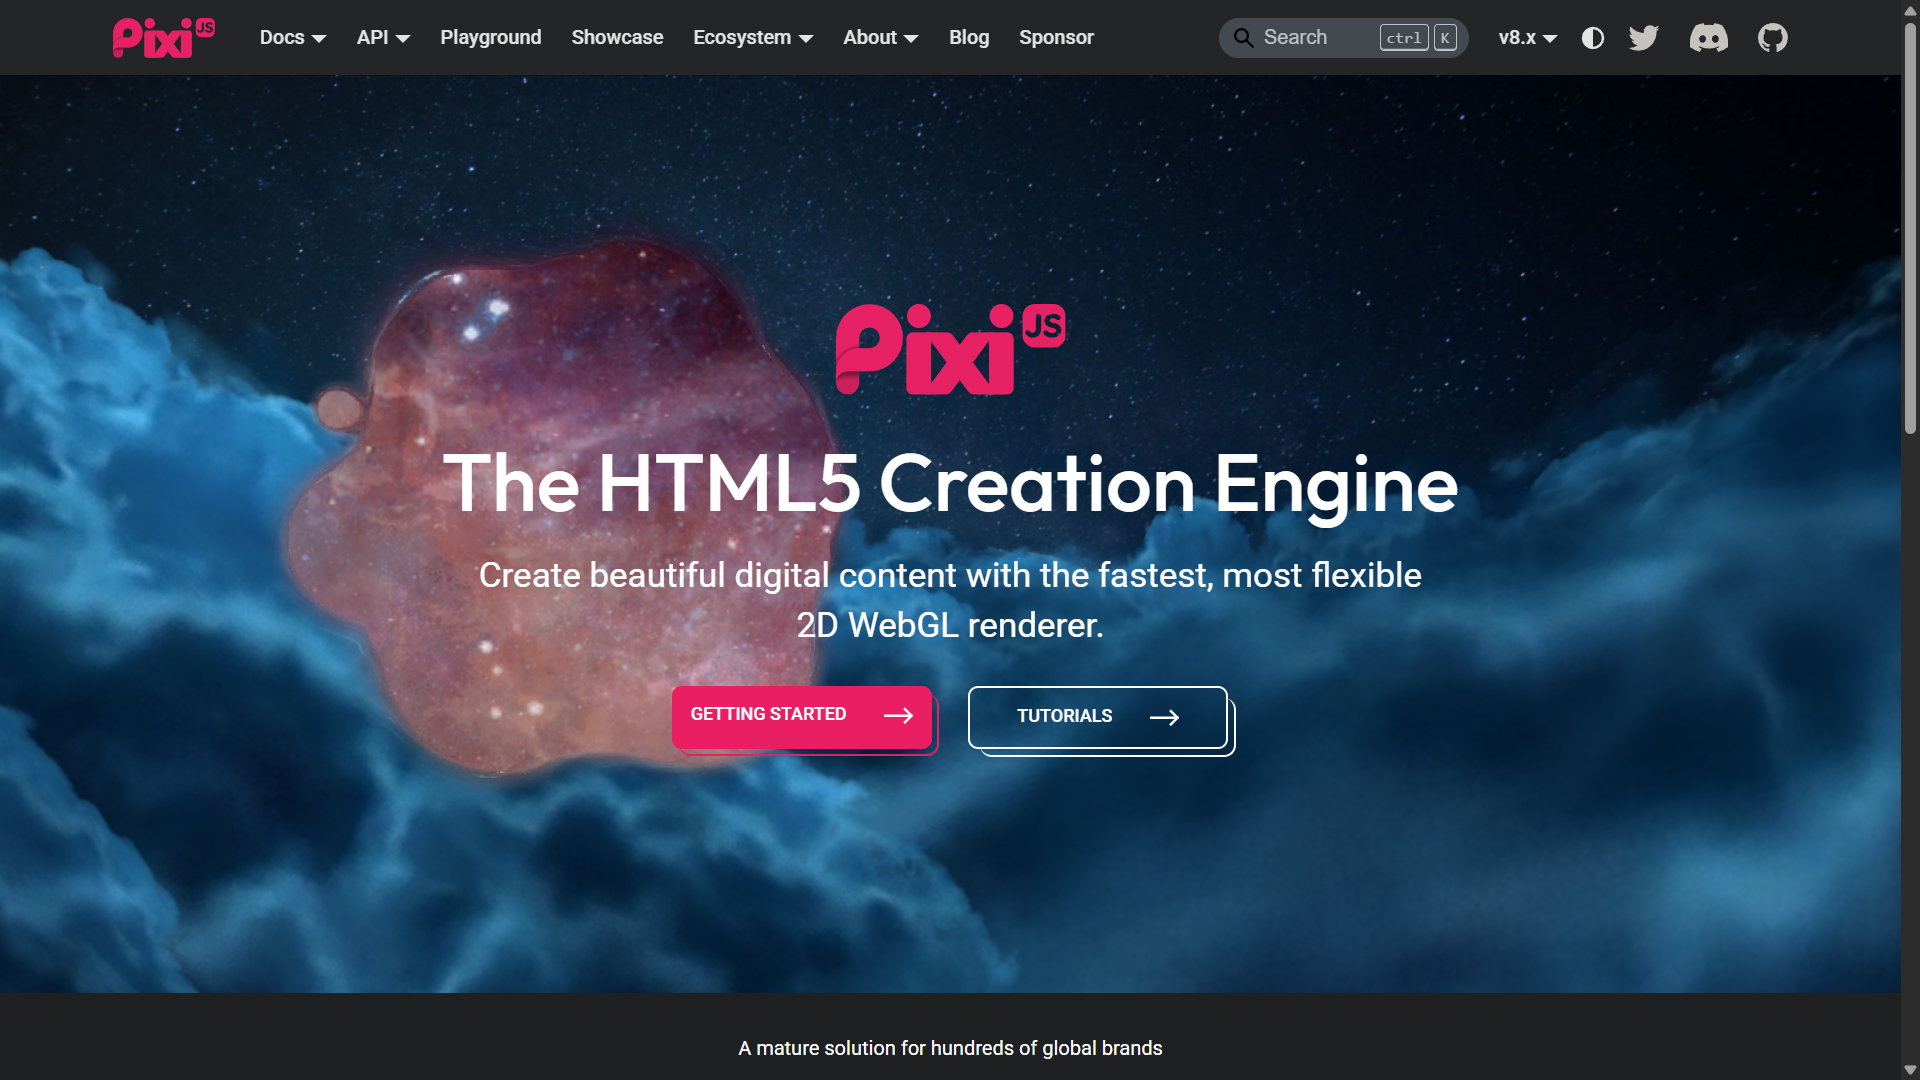 Pixi JS
Docs
API
Playground
Showcase
Ecosystem
About
Blog
Sponsor
Search
ctrl K
v8.x
Pixi JS
The HTML5 Creation Engine
Create beautiful digital content with the fastest, most flexible
2D WebGL renderer.
GETTING STARTED
TUTORIALS
A mature solution for hundreds of global brands